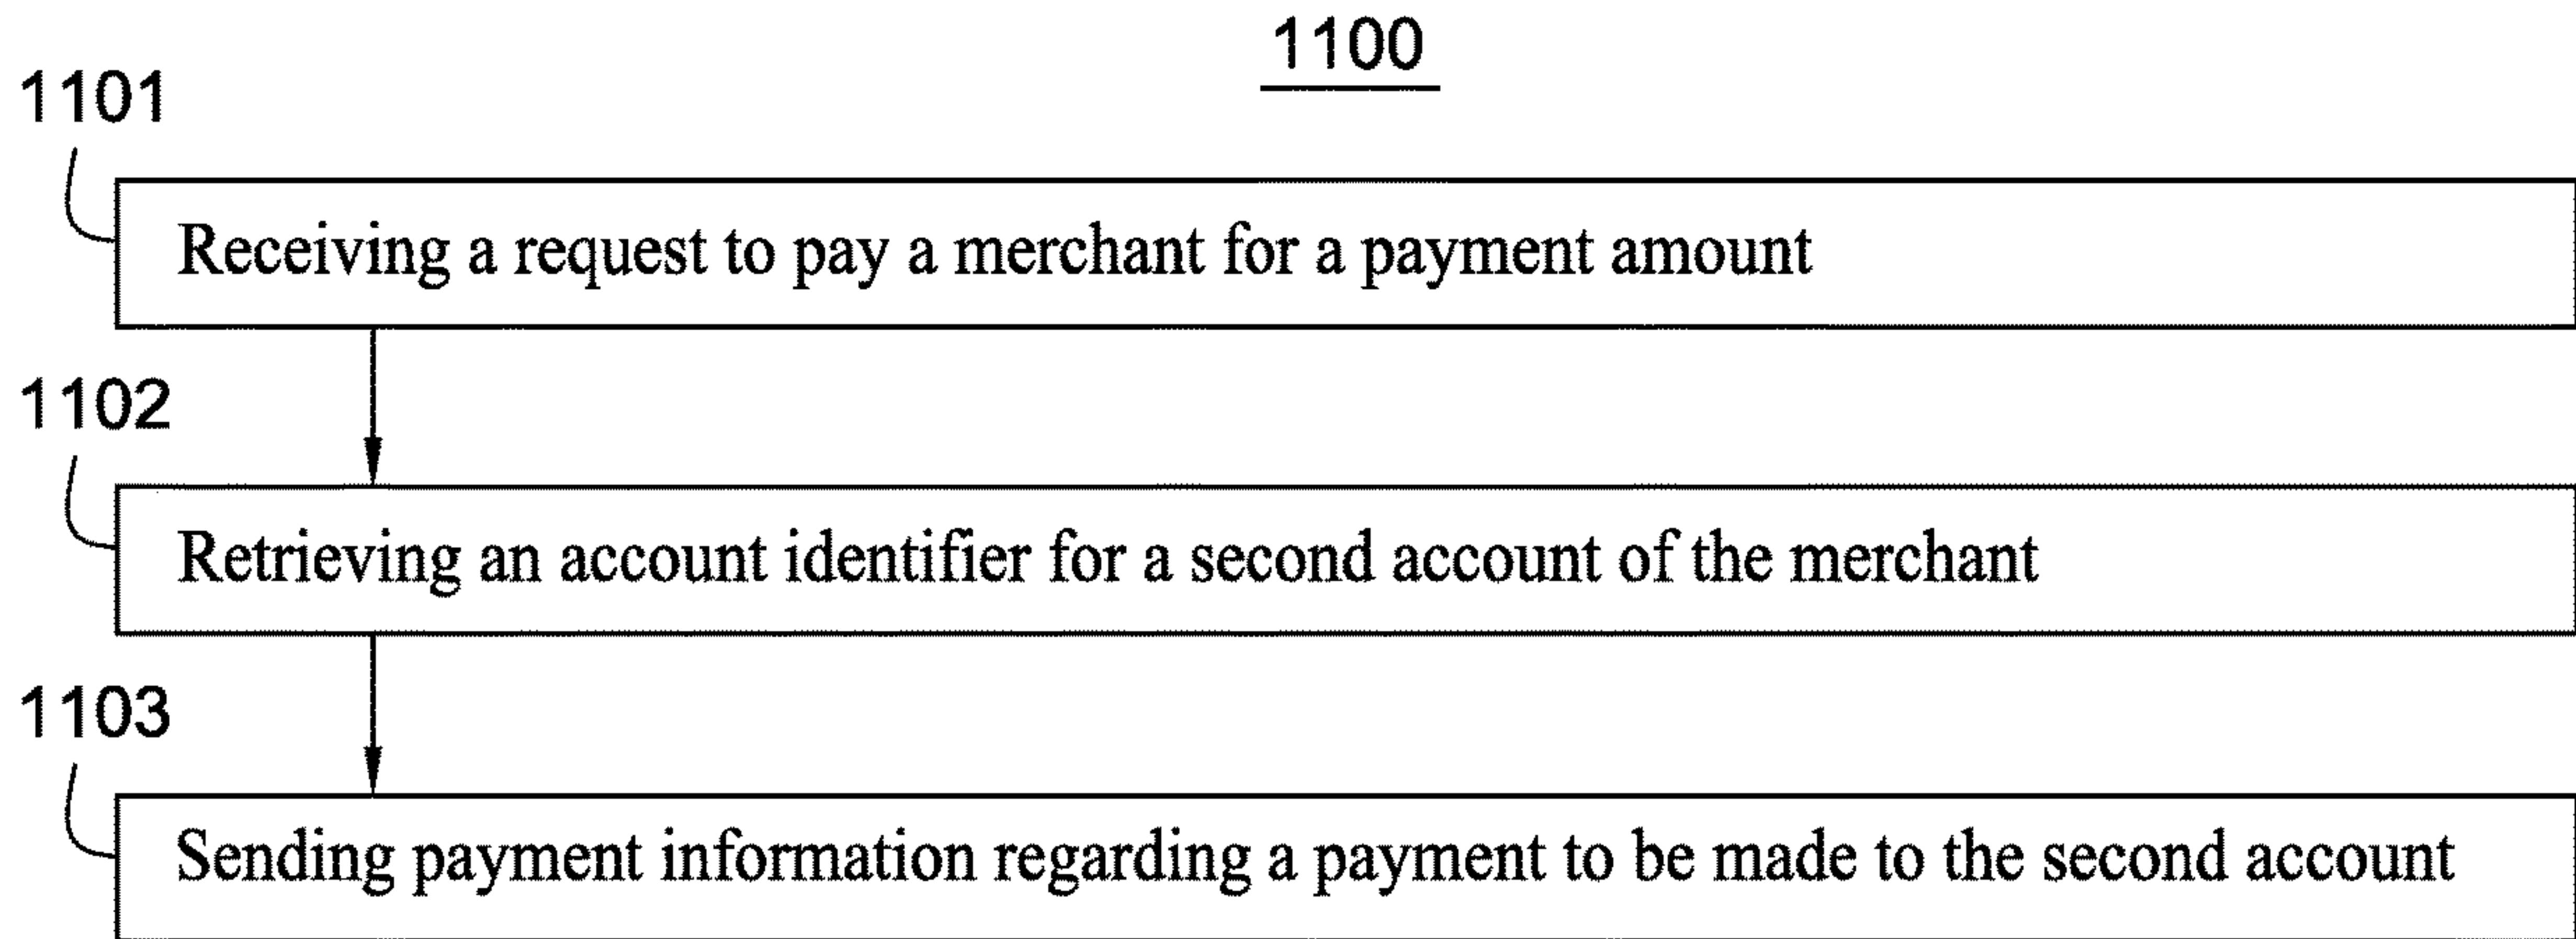 1100
1101
Receiving a request to pay a merchant for a payment amount
1102
Retrieving an account identifier for a second account of the merchant
1103
Sending payment information regarding a payment to be made to the second account